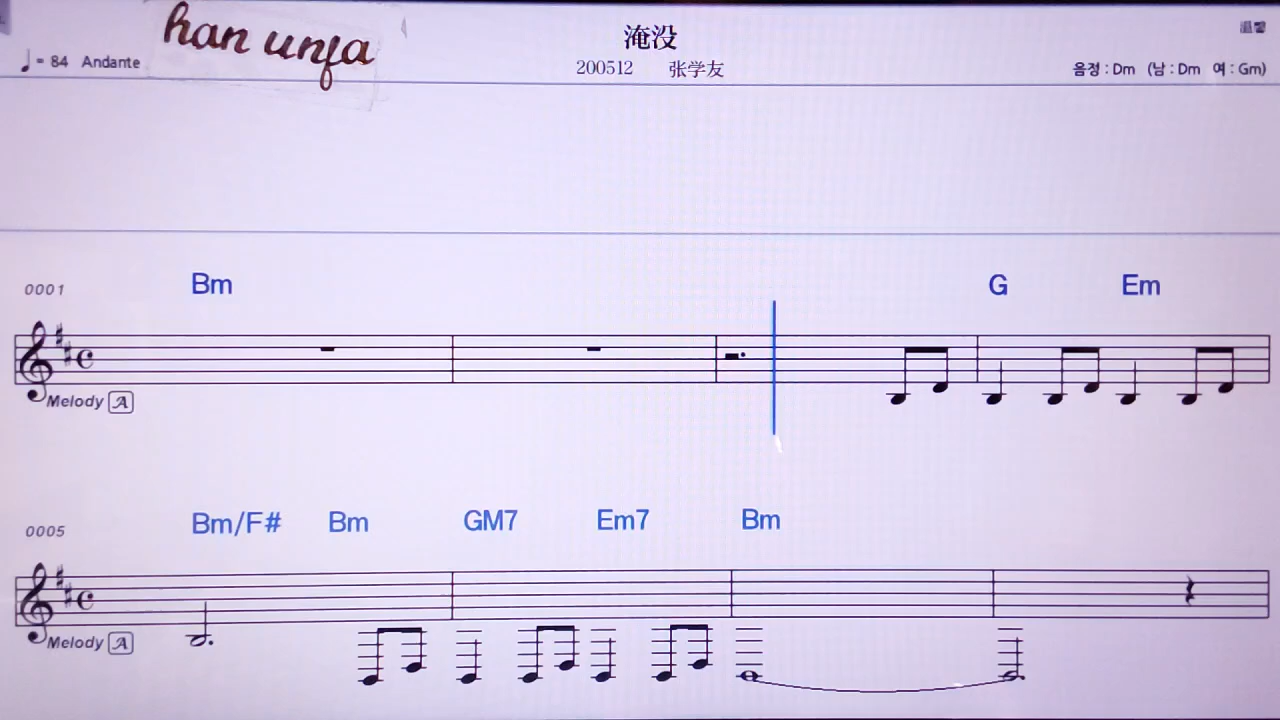 han unfa
淹没
♩= 84 Andante
200512 张学友
음정 : Dm (남 : Dm 여 : Gm)
0001 Bm G Em
Melody A
0005 Bm/F# Bm GM7 Em7 Bm
Melody A